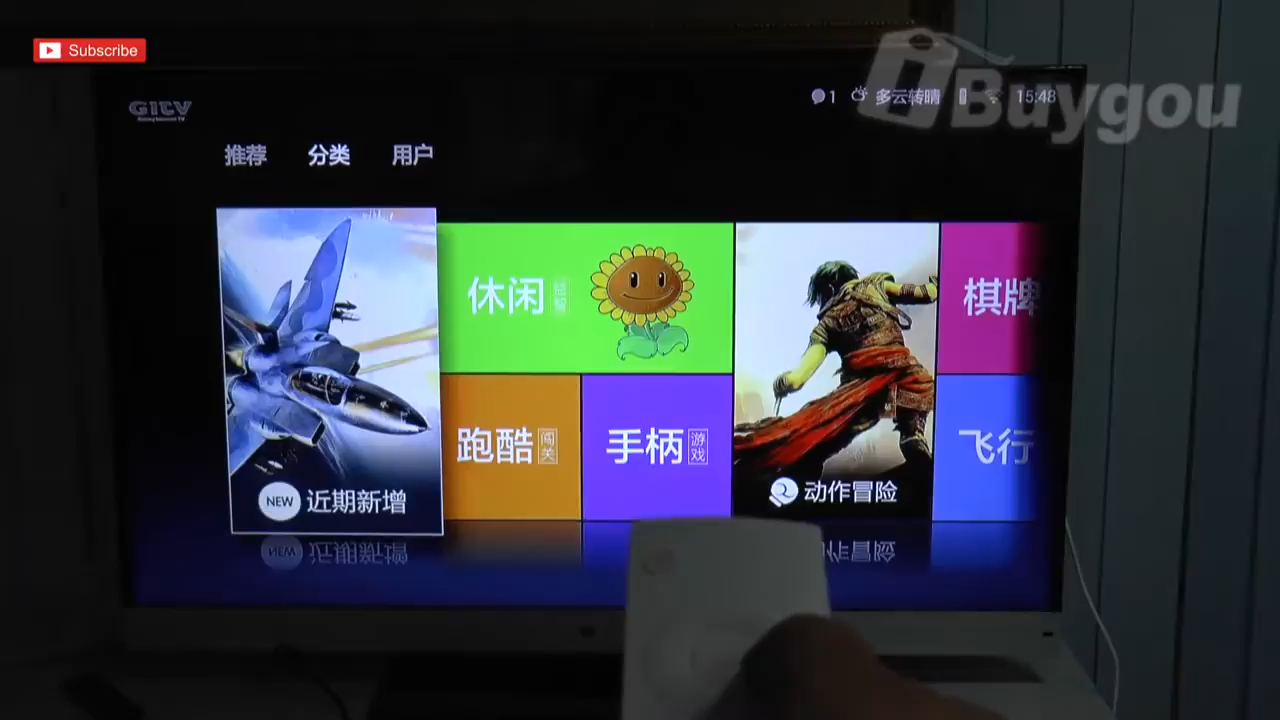 Subscribe
iBuygou
GITV
1 多云转晴 15:48
推荐 分类 用户
休闲
棋牌
跑酷 闯关
手柄 游戏
飞行
NEW 近期新增
动作冒险